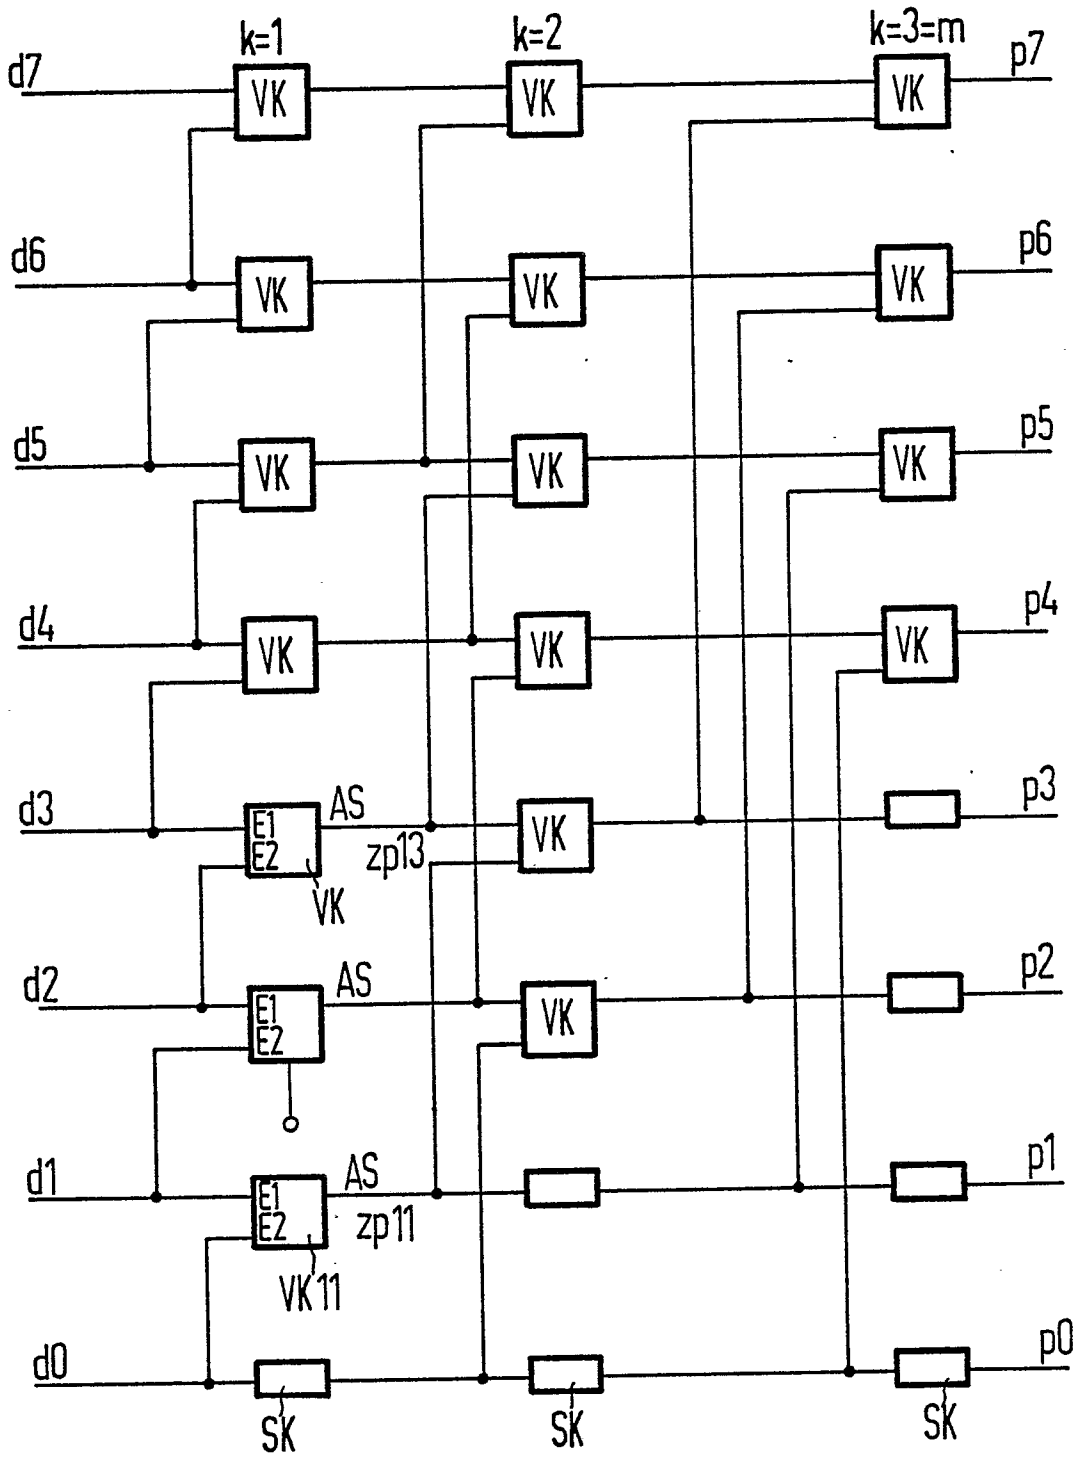 k=1 k=2 k=3=m
d7 VK VK VK p7
d6 VK VK VK p6
d5 VK VK VK p5
d4 VK VK VK p4
d3 E1 AS VK p3
E2 zp13
VK
d2 E1 AS VK p2
E2
d1 E1 AS p1
E2 zp11
VK11
d0 p0
SK SK SK